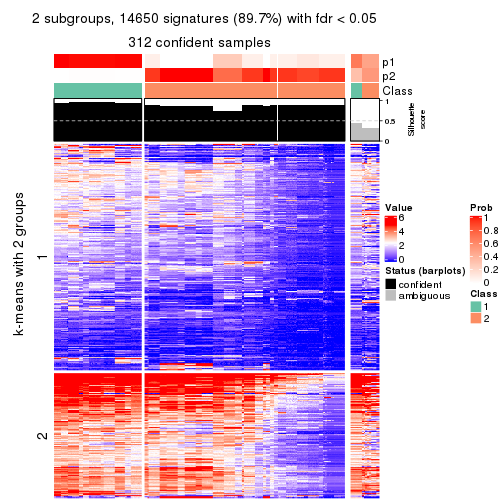 2 subgroups, 14650 signatures (89.7%) with fdr < 0.05
312 confident samples
p1
p2
Class
1
0.5
0
Silhouette
score
k-means with 2 groups
1
2
Value
6
4
2
0
Status (barplots)
confident
ambiguous
Prob
1
0.8
0.6
0.4
0.2
0
Class
1
2